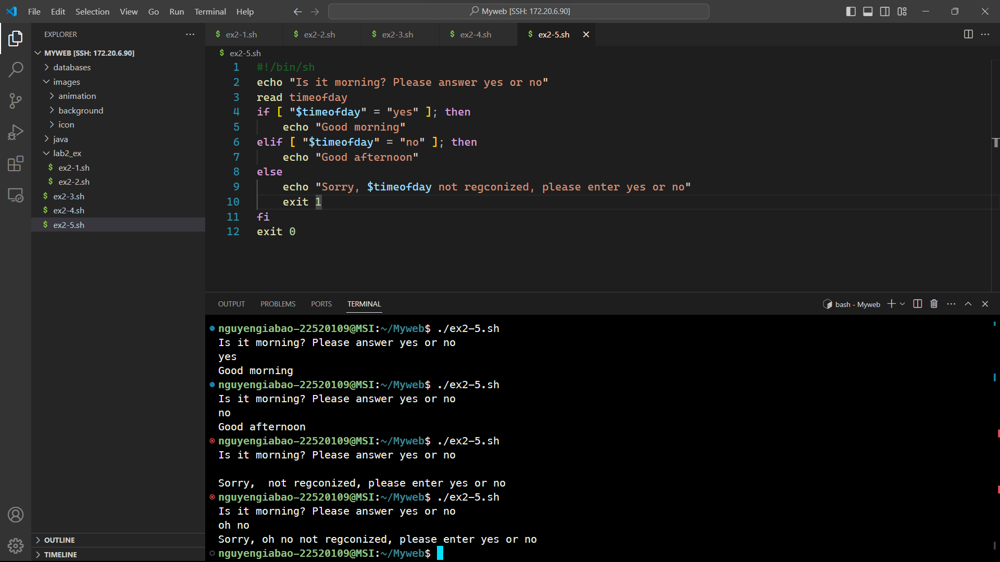 File Edit Selection View Go Run Terminal Help
Myweb [SSH: 172.20.6.90]
EXPLORER
MYWEB [SSH: 172.20.6.90]
databases
images
animation
background
icon
java
lab2_ex
$ ex2-1.sh
$ ex2-2.sh
$ ex2-3.sh
$ ex2-4.sh
$ ex2-5.sh
OUTLINE
TIMELINE
$ ex2-1.sh $ ex2-2.sh $ ex2-3.sh $ ex2-4.sh $ ex2-5.sh
$ ex2-5.sh
1 #!/bin/sh
2 echo "Is it morning? Please answer yes or no"
3 read timeofday
4 if [ "$timeofday" = "yes" ]; then
5     echo "Good morning"
6 elif [ "$timeofday" = "no" ]; then
7     echo "Good afternoon"
8 else
9     echo "Sorry, $timeofday not regconized, please enter yes or no"
10     exit 1
11 fi
12 exit 0
OUTPUT PROBLEMS PORTS TERMINAL
bash - Myweb
nguyengiabao-22520109@MSI:~/Myweb$ ./ex2-5.sh
Is it morning? Please answer yes or no
yes
Good morning
nguyengiabao-22520109@MSI:~/Myweb$ ./ex2-5.sh
Is it morning? Please answer yes or no
no
Good afternoon
nguyengiabao-22520109@MSI:~/Myweb$ ./ex2-5.sh
Is it morning? Please answer yes or no
Sorry,  not regconized, please enter yes or no
nguyengiabao-22520109@MSI:~/Myweb$ ./ex2-5.sh
Is it morning? Please answer yes or no
oh no
Sorry, oh no not regconized, please enter yes or no
nguyengiabao-22520109@MSI:~/Myweb$